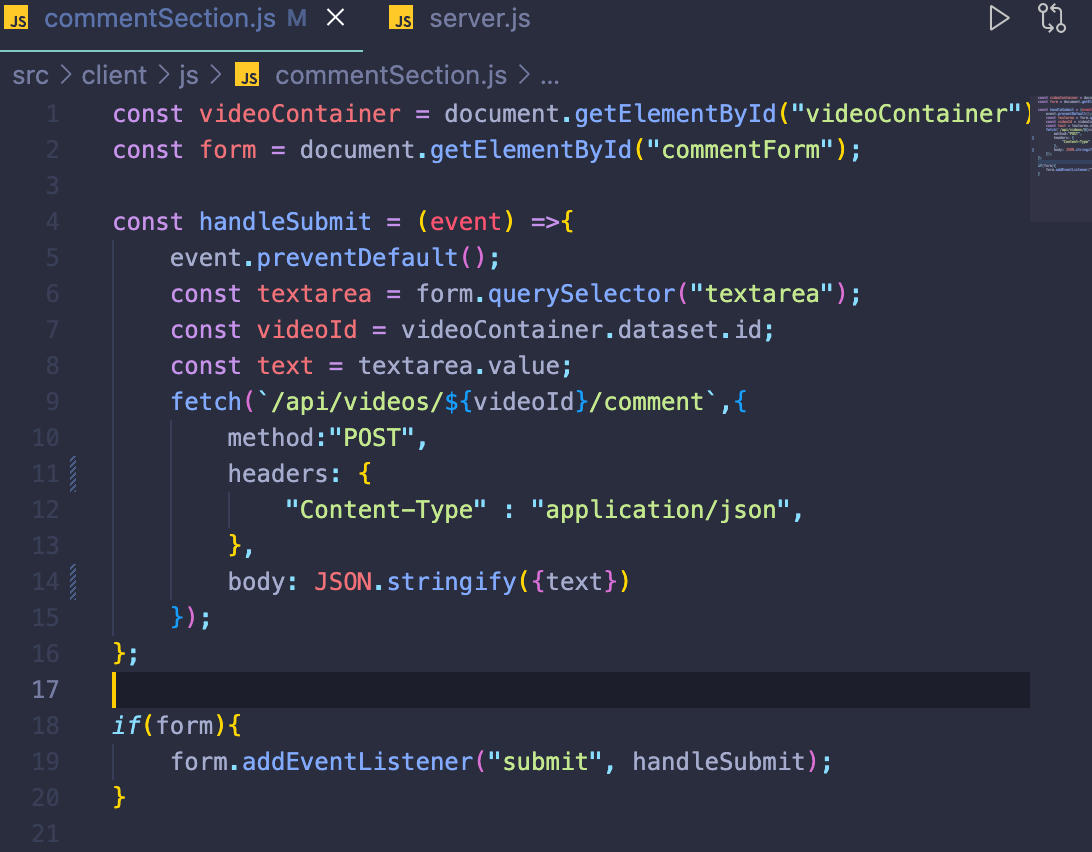 JS commentSection.js M × JS server.js
src > client > js > JS commentSection.js > ...
1 const videoContainer = document.getElementById("videoContainer")
2 const form = document.getElementById("commentForm");
3
4 const handleSubmit = (event) =>{
5 event.preventDefault();
6 const textarea = form.querySelector("textarea");
7 const videoId = videoContainer.dataset.id;
8 const text = textarea.value;
9 fetch(`/api/videos/${videoId}/comment`,{
10 method:"POST",
11 headers: {
12 "Content-Type" : "application/json",
13 },
14 body: JSON.stringify({text})
15 });
16 };
17
18 if(form){
19 form.addEventListener("submit", handleSubmit);
20 }
21